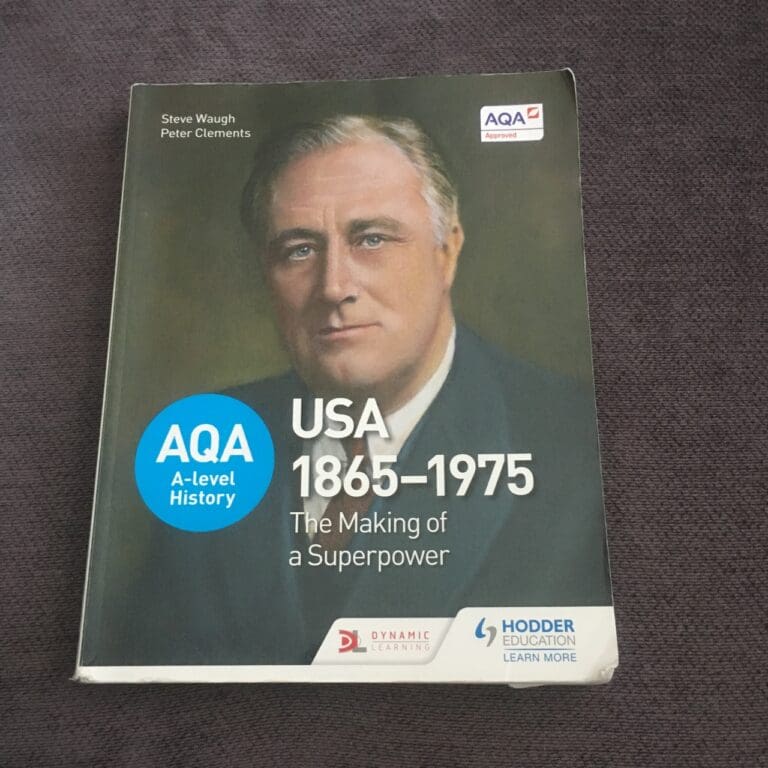 Steve Waugh
Peter Clements
AQA
Approved
AQA
A-level
History
USA
1865–1975
The Making of
a Superpower
DL DYNAMIC
LEARNING
HODDER
EDUCATION
LEARN MORE